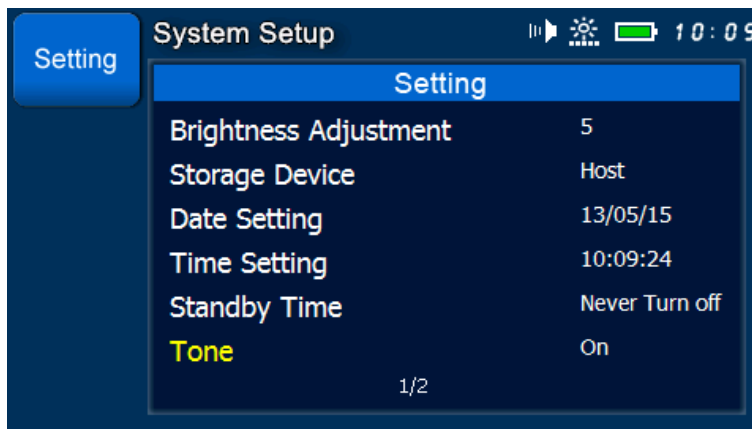 Setting
System Setup 10:09
Setting
Brightness Adjustment 5
Storage Device Host
Date Setting 13/05/15
Time Setting 10:09:24
Standby Time Never Turn off
Tone On
1/2